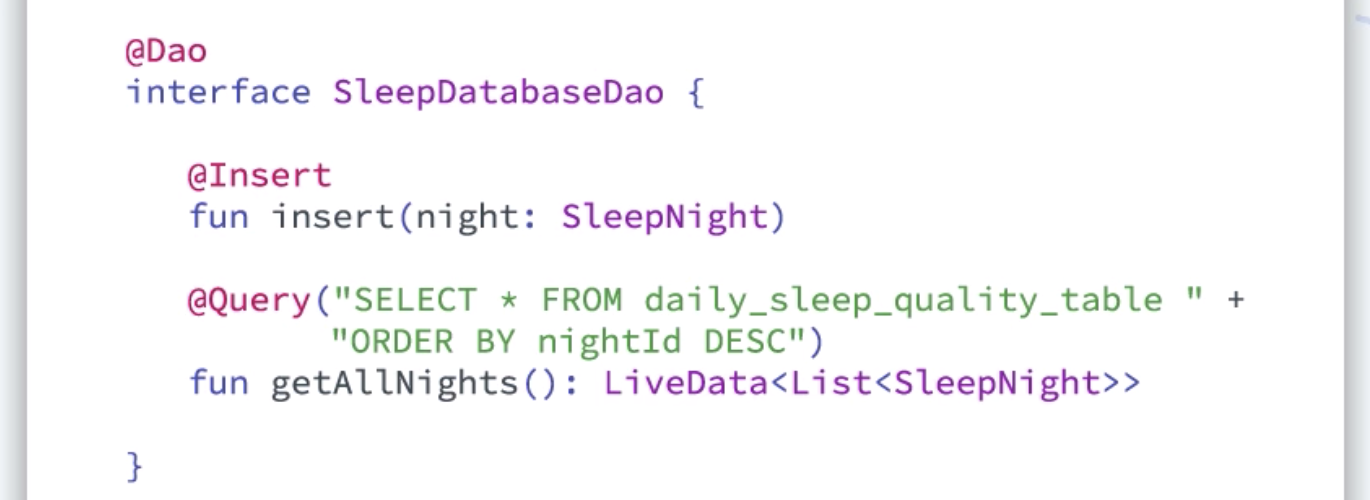 @Dao
interface SleepDatabaseDao {
@Insert
fun insert(night: SleepNight)
@Query("SELECT * FROM daily_sleep_quality_table " +
"ORDER BY nightId DESC")
fun getAllNights(): LiveData<List<SleepNight>>
}